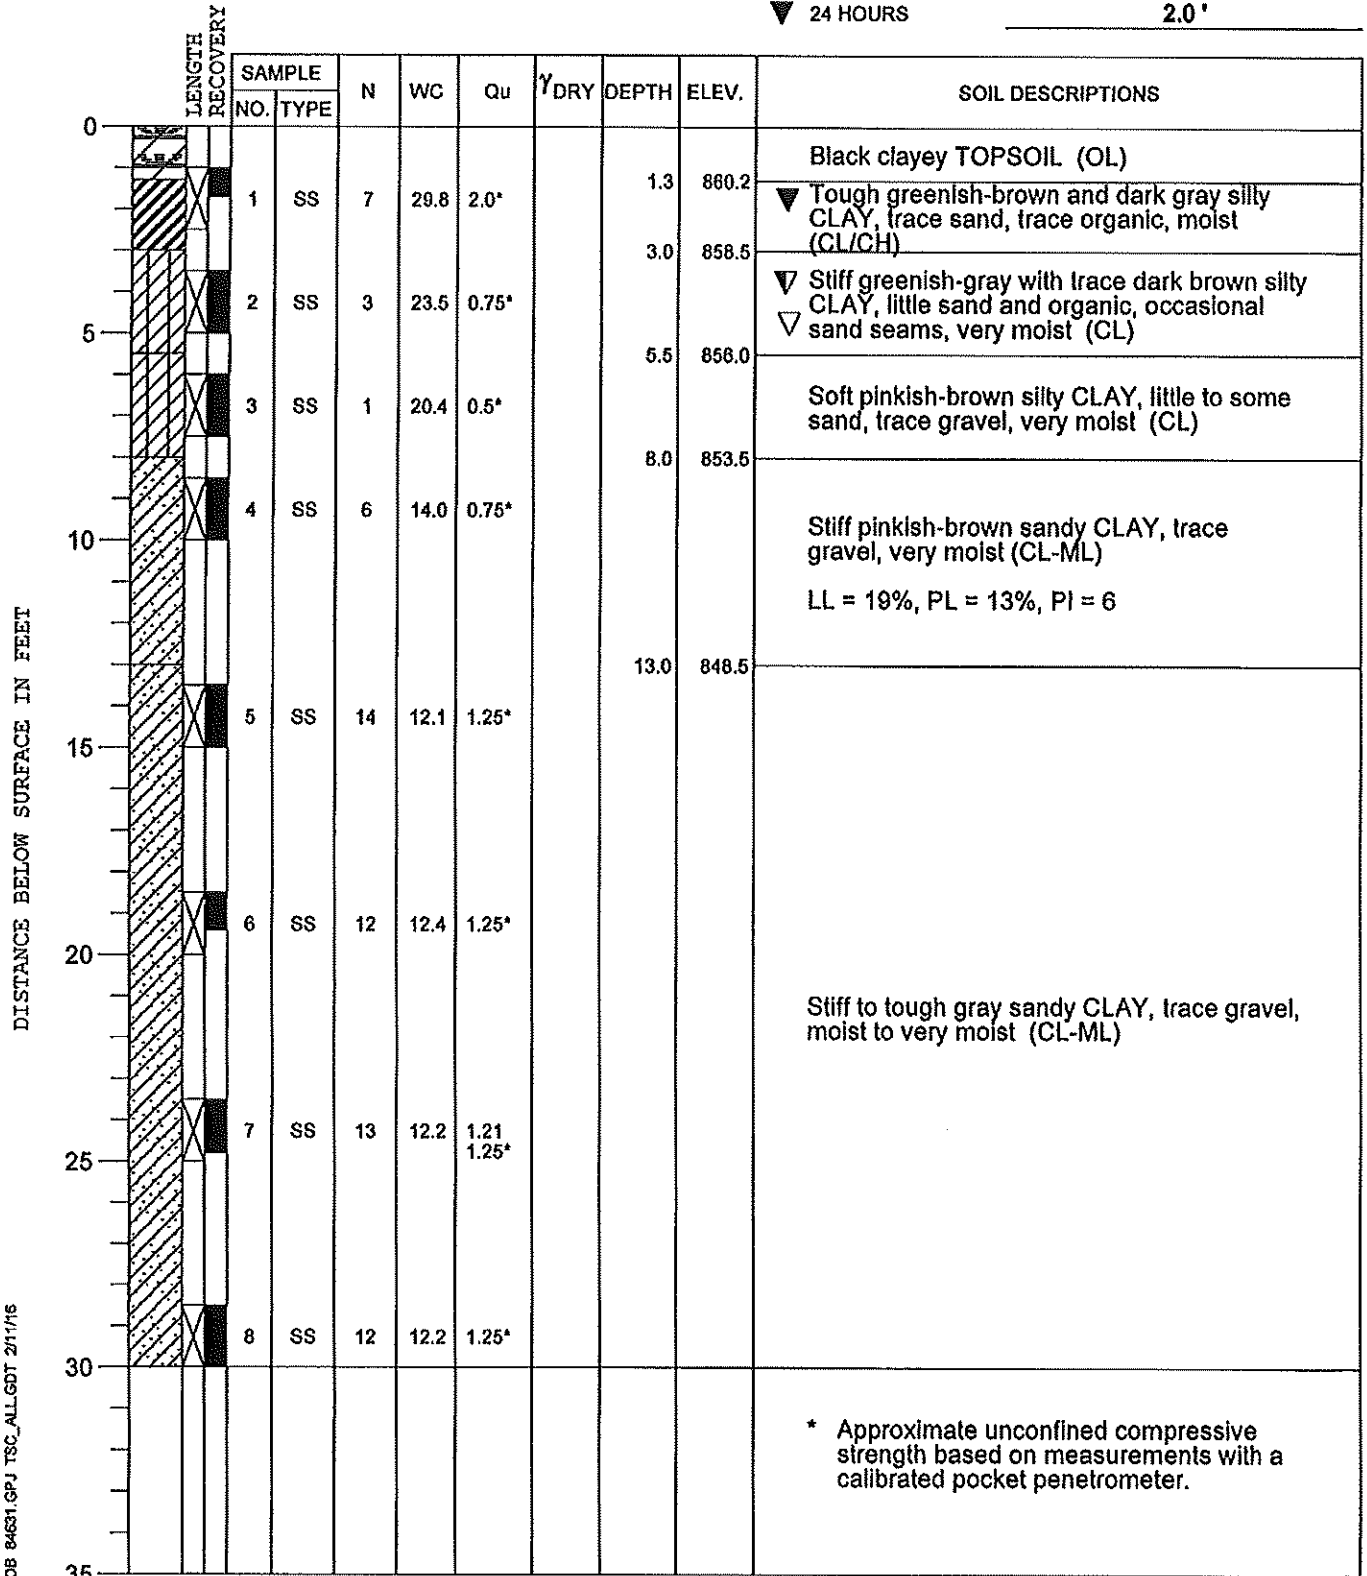 24 HOURS 2.0 '
LENGTH
RECOVERY
SAMPLE
NO. TYPE N WC Qu γDRY DEPTH ELEV. SOIL DESCRIPTIONS
0
Black clayey TOPSOIL (OL)
1.3 860.2
1 SS 7 29.8 2.0*
Tough greenish-brown and dark gray silty
CLAY, trace sand, trace organic, moist
(CL/CH)
3.0 858.5
2 SS 3 23.5 0.75*
Stiff greenish-gray with trace dark brown silty
CLAY, little sand and organic, occasional
sand seams, very moist (CL)
5
5.5 856.0
3 SS 1 20.4 0.5*
Soft pinkish-brown silty CLAY, little to some
sand, trace gravel, very moist (CL)
8.0 853.5
4 SS 6 14.0 0.75*
Stiff pinkish-brown sandy CLAY, trace
gravel, very moist (CL-ML)
10
LL = 19%, PL = 13%, PI = 6
13.0 848.5
5 SS 14 12.1 1.25*
15
6 SS 12 12.4 1.25*
20
Stiff to tough gray sandy CLAY, trace gravel,
moist to very moist (CL-ML)
7 SS 13 12.2 1.21
1.25*
25
8 SS 12 12.2 1.25*
30
* Approximate unconfined compressive
strength based on measurements with a
calibrated pocket penetrometer.
35
DISTANCE BELOW SURFACE IN FEET
OB 84631.GPJ TSC_ALL.GDT 2/11/16